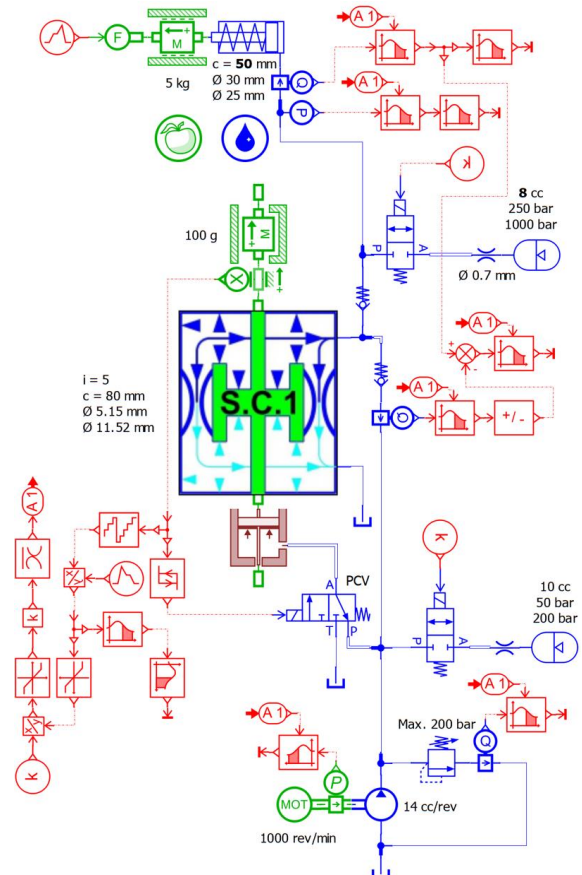 A 1
F
M
5 kg
c = 50 mm
Ø 30 mm
Ø 25 mm
Q
A 1
P
k
8 cc
250 bar
1000 bar
P
A
Ø 0.7 mm
100 g
M
X
i = 5
c = 80 mm
Ø 5.15 mm
Ø 11.52 mm
S.C.1
A 1
+
-
A 1
Q
+/-
A 1
x/y
k
x/y
k
k
PCV
A
T
P
P
A
10 cc
50 bar
200 bar
A 1
A 1
Max. 200 bar
Q
P
MOT
14 cc/rev
1000 rev/min